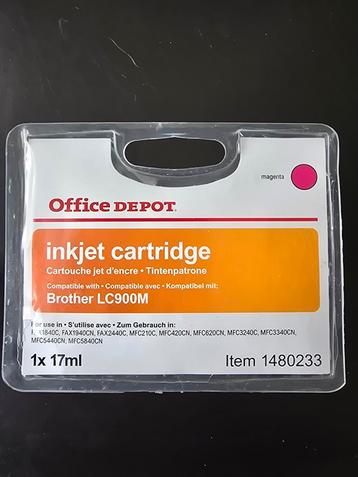 magenta
Office DEPOT
inkjet cartridge
Cartouche jet d'encre • Tintenpatrone
Compatible with • Compatible avec • Kompatibel mit:
Brother LC900M
For use in • S'utilise avec • Zum Gebrauch in:
FAX1840C, FAX1940CN, FAX2440C, MFC210C, MFC420CN, MFC620CN, MFC3240C, MFC3340CN,
MFC5440CN, MFC5840CN
1x 17ml
Item 1480233